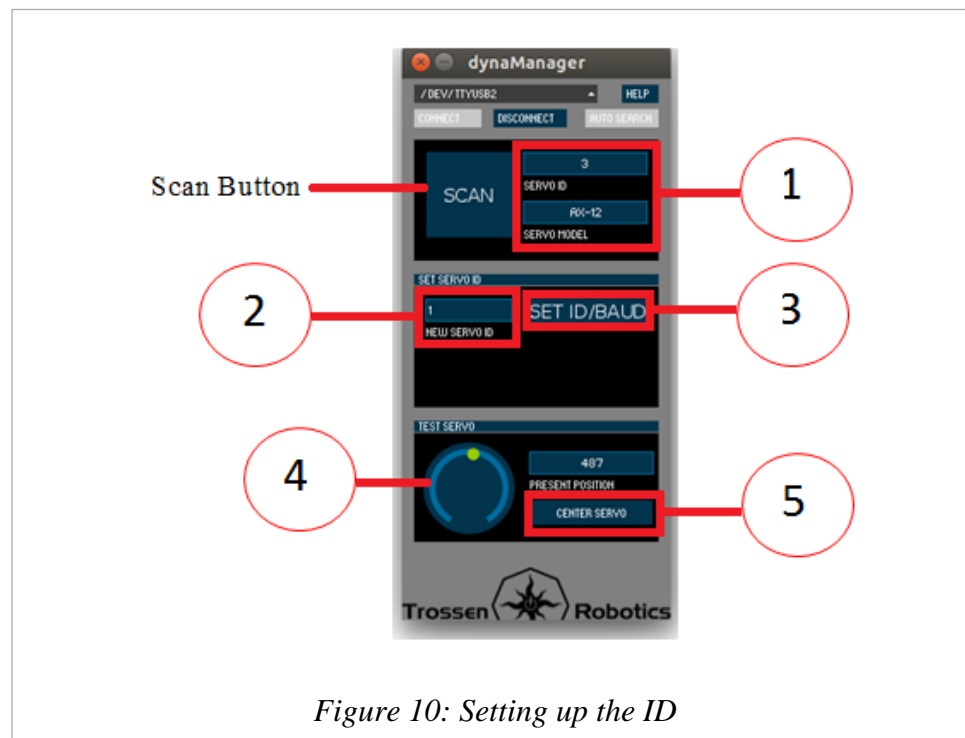 dynaManager
/DEV/TTYUSB2
HELP
CONNECT
DISCONNECT
AUTO SEARCH
Scan Button
SCAN
3
SERVO ID
AX-12
SERVO MODEL
1
SET SERVO ID
2
1
NEW SERVO ID
SET ID/BAUD
3
TEST SERVO
4
487
PRESENT POSITION
CENTER SERVO
5
Trossen Robotics
Figure 10: Setting up the ID